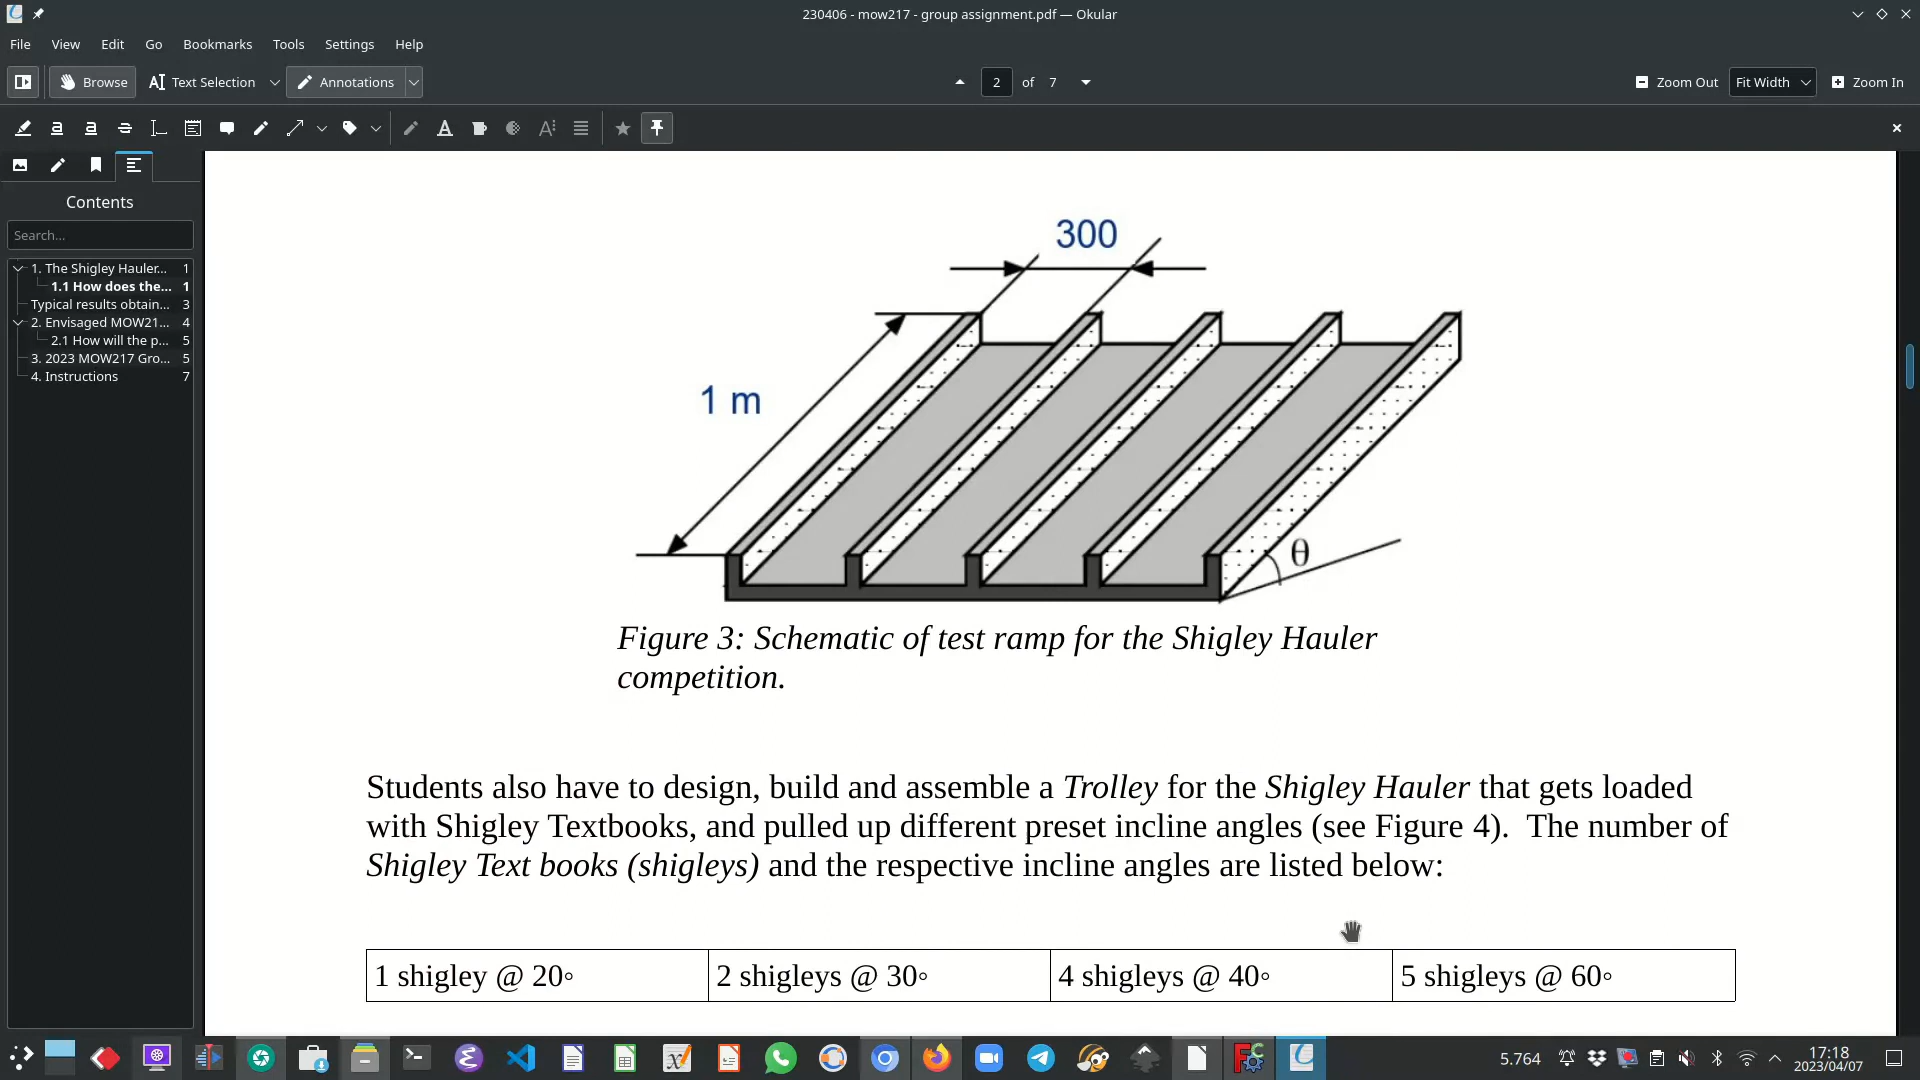 230406 - mow217 - group assignment.pdf — Okular
File View Edit Go Bookmarks Tools Settings Help
Browse Text Selection Annotations 2 of 7 Zoom Out Fit Width Zoom In
Contents
Search...
1. The Shigley Hauler... 1
1.1 How does the... 1
Typical results obtain... 3
2. Envisaged MOW21... 4
2.1 How will the p... 5
3. 2023 MOW217 Gro... 5
4. Instructions 7
300
1 m
θ
Figure 3: Schematic of test ramp for the Shigley Hauler
competition.
Students also have to design, build and assemble a Trolley for the Shigley Hauler that gets loaded
with Shigley Textbooks, and pulled up different preset incline angles (see Figure 4).  The number of
Shigley Text books (shigleys) and the respective incline angles are listed below:
1 shigley @ 20◦ 2 shigleys @ 30◦ 4 shigleys @ 40◦ 5 shigleys @ 60◦
5.764
17:18
2023/04/07